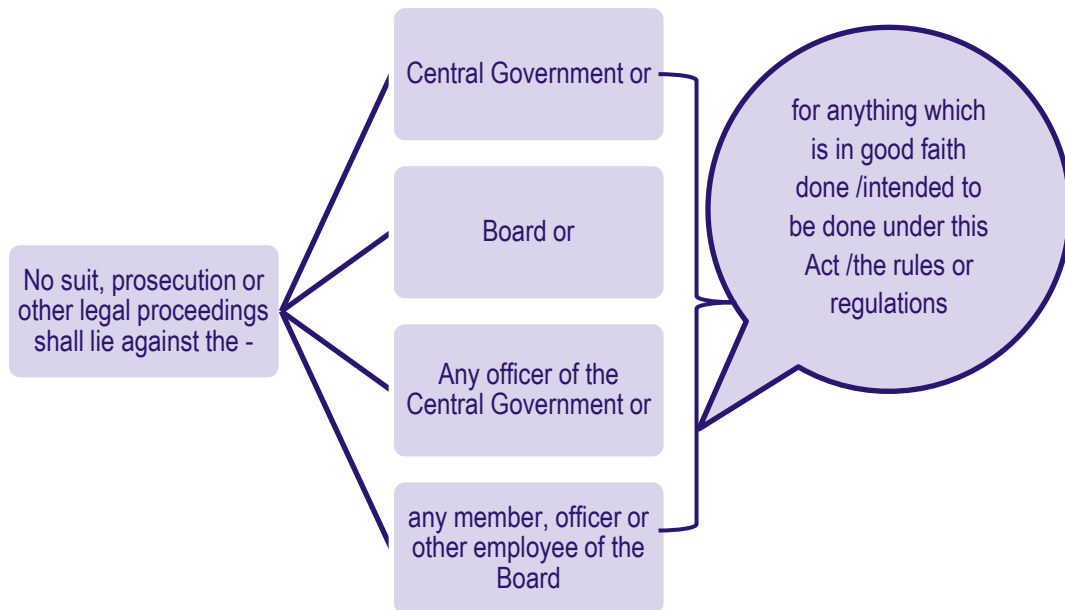 No suit, prosecution or
other legal proceedings
shall lie against the -
Central Government or
Board or
Any officer of the
Central Government or
any member, officer or
other employee of the
Board
for anything which
is in good faith
done /intended to
be done under this
Act /the rules or
regulations